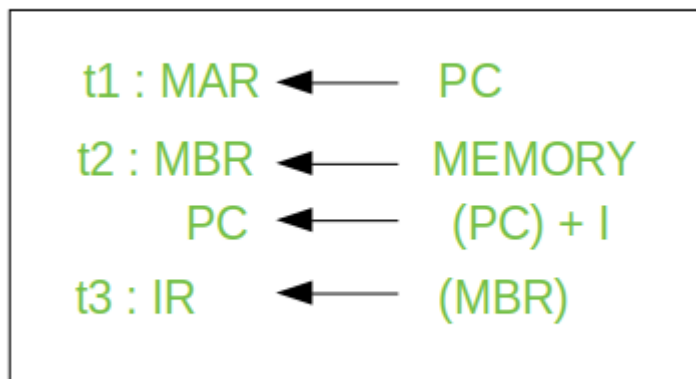 t1 : MAR ← PC
t2 : MBR ← MEMORY
PC ← (PC) + I
t3 : IR ← (MBR)